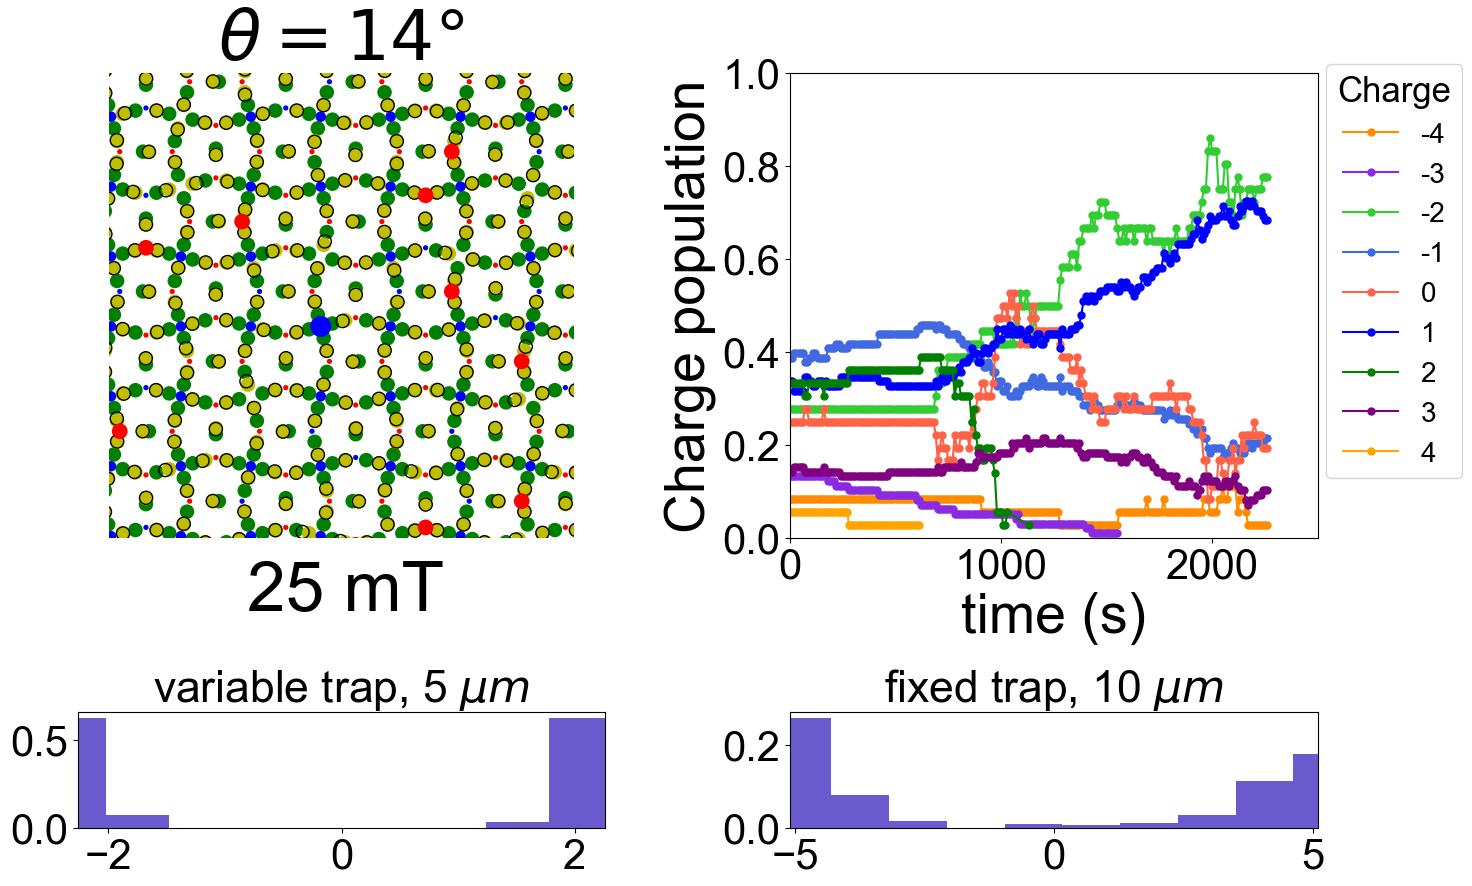 θ = 14°
25 mT
Charge population
1.0
0.8
0.6
0.4
0.2
0.0
0 1000 2000
time (s)
Charge
-4
-3
-2
-1
0
1
2
3
4
variable trap, 5 μm
0.5
0.0
−2 0 2
fixed trap, 10 μm
0.2
0.0
−5 0 5